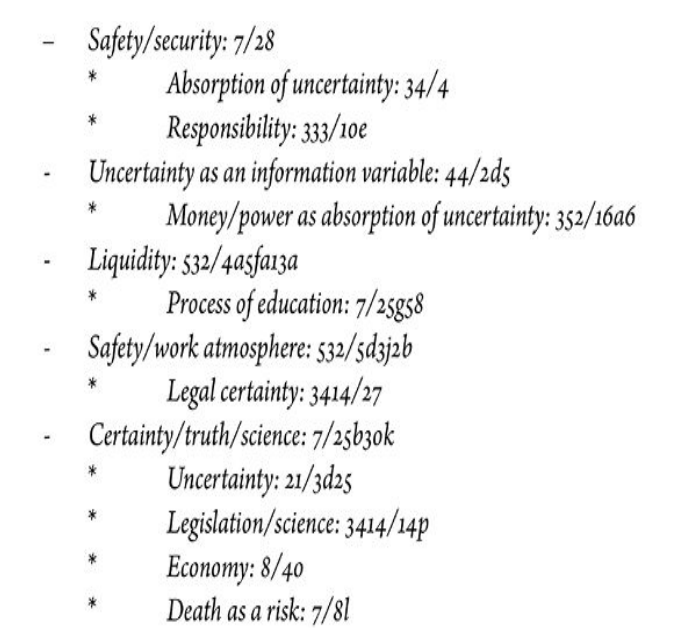 – Safety/security: 7/28
* Absorption of uncertainty: 34/4
* Responsibility: 333/10e
- Uncertainty as an information variable: 44/2d5
* Money/power as absorption of uncertainty: 352/16a6
- Liquidity: 532/4a5fa13a
* Process of education: 7/25g58
- Safety/work atmosphere: 532/5d3j2b
* Legal certainty: 3414/27
- Certainty/truth/science: 7/25b30k
* Uncertainty: 21/3d25
* Legislation/science: 3414/14p
* Economy: 8/40
* Death as a risk: 7/8l